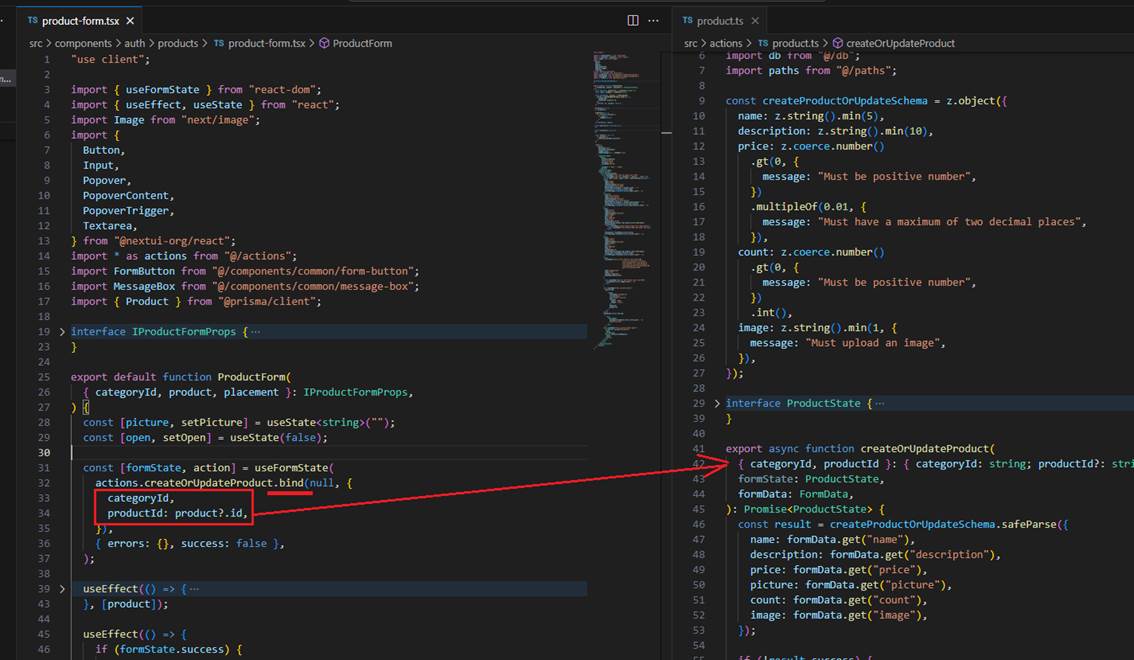 TS product-form.tsx
src > components > auth > products > TS product-form.tsx > ProductForm
1 "use client";
2
3 import { useFormState } from "react-dom";
4 import { useEffect, useState } from "react";
5 import Image from "next/image";
6 import {
7 Button,
8 Input,
9 Popover,
10 PopoverContent,
11 PopoverTrigger,
12 Textarea,
13 } from "@nextui-org/react";
14 import * as actions from "@/actions";
15 import FormButton from "@/components/common/form-button";
16 import MessageBox from "@/components/common/message-box";
17 import { Product } from "@prisma/client";
18
19 interface IProductFormProps { ...
23 }
24
25 export default function ProductForm(
26 { categoryId, product, placement }: IProductFormProps,
27 ) {
28 const [picture, setPicture] = useState<string>("");
29 const [open, setOpen] = useState(false);
30
31 const [formState, action] = useFormState(
32 actions.createOrUpdateProduct.bind(null, {
33 categoryId,
34 productId: product?.id,
35 }),
36 { errors: {}, success: false },
37 );
38
39 useEffect(() => { ...
43 }, [product]);
44
45 useEffect(() => {
46 if (formState.success) {
TS product.ts
src > actions > TS product.ts > createOrUpdateProduct
6 import db from "@/db";
7 import paths from "@/paths";
8
9 const createProductOrUpdateSchema = z.object({
10 name: z.string().min(5),
11 description: z.string().min(10),
12 price: z.coerce.number()
13 .gt(0, {
14 message: "Must be positive number",
15 })
16 .multipleOf(0.01, {
17 message: "Must have a maximum of two decimal places",
18 }),
19 count: z.coerce.number()
20 .gt(0, {
21 message: "Must be positive number",
22 })
23 .int(),
24 image: z.string().min(1, {
25 message: "Must upload an image",
26 }),
27 });
28
29 interface ProductState { ...
39 }
40
41 export async function createOrUpdateProduct(
42 { categoryId, productId }: { categoryId: string; productId?: stri
43 formState: ProductState,
44 formData: FormData,
45 ): Promise<ProductState> {
46 const result = createProductOrUpdateSchema.safeParse({
47 name: formData.get("name"),
48 description: formData.get("description"),
49 price: formData.get("price"),
50 picture: formData.get("picture"),
51 count: formData.get("count"),
52 image: formData.get("image"),
53 });
54